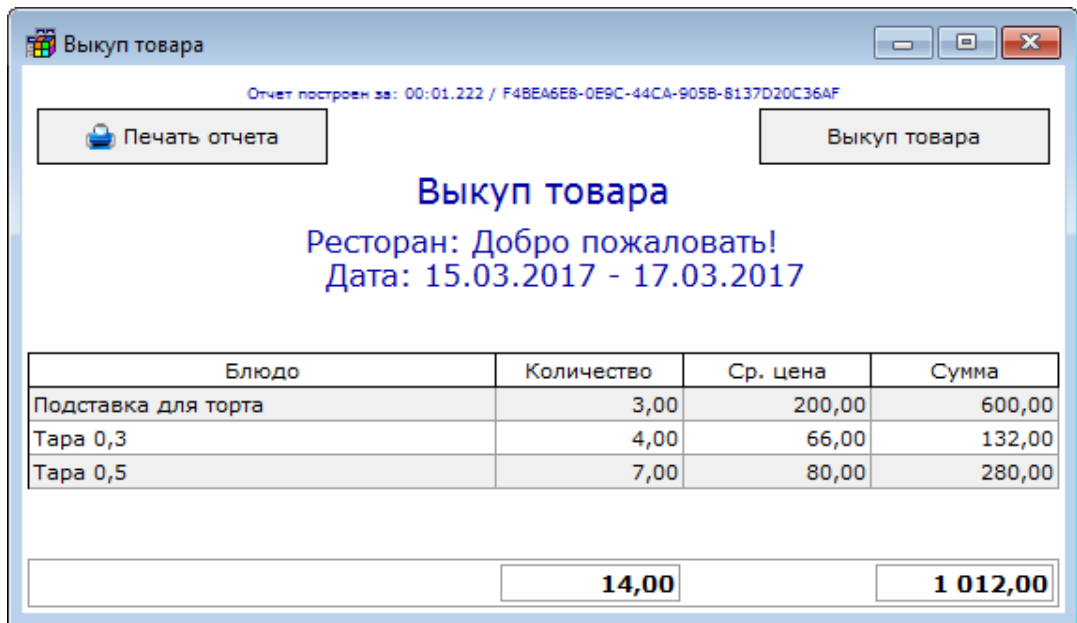 Выкуп товара
Отчет построен за: 00:01.222 / F4BEA6E8-0E9C-44CA-905B-8137D20C36AF
Печать отчета Выкуп товара
Выкуп товара
Ресторан: Добро пожаловать!
Дата: 15.03.2017 - 17.03.2017
Блюдо Количество Ср. цена Сумма
Подставка для торта 3,00 200,00 600,00
Тара 0,3 4,00 66,00 132,00
Тара 0,5 7,00 80,00 280,00
14,00 1 012,00